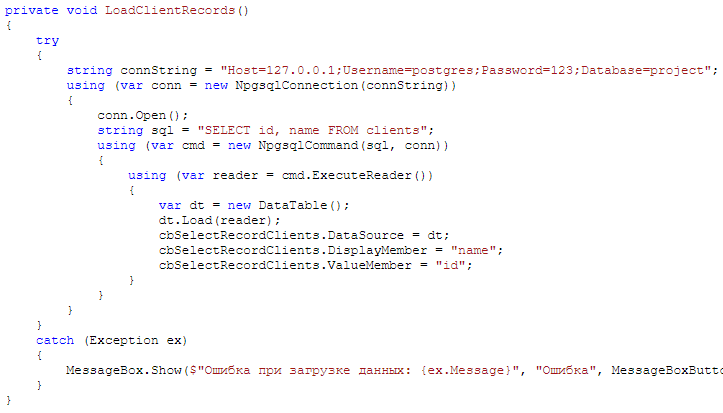 private void LoadClientRecords()
{
    try
    {
        string connString = "Host=127.0.0.1;Username=postgres;Password=123;Database=project";
        using (var conn = new NpgsqlConnection(connString))
        {
            conn.Open();
            string sql = "SELECT id, name FROM clients";
            using (var cmd = new NpgsqlCommand(sql, conn))
            {
                using (var reader = cmd.ExecuteReader())
                {
                    var dt = new DataTable();
                    dt.Load(reader);
                    cbSelectRecordClients.DataSource = dt;
                    cbSelectRecordClients.DisplayMember = "name";
                    cbSelectRecordClients.ValueMember = "id";
                }
            }
        }
    }
    catch (Exception ex)
    {
        MessageBox.Show($"Ошибка при загрузке данных: {ex.Message}", "Ошибка", MessageBoxButto
    }
}